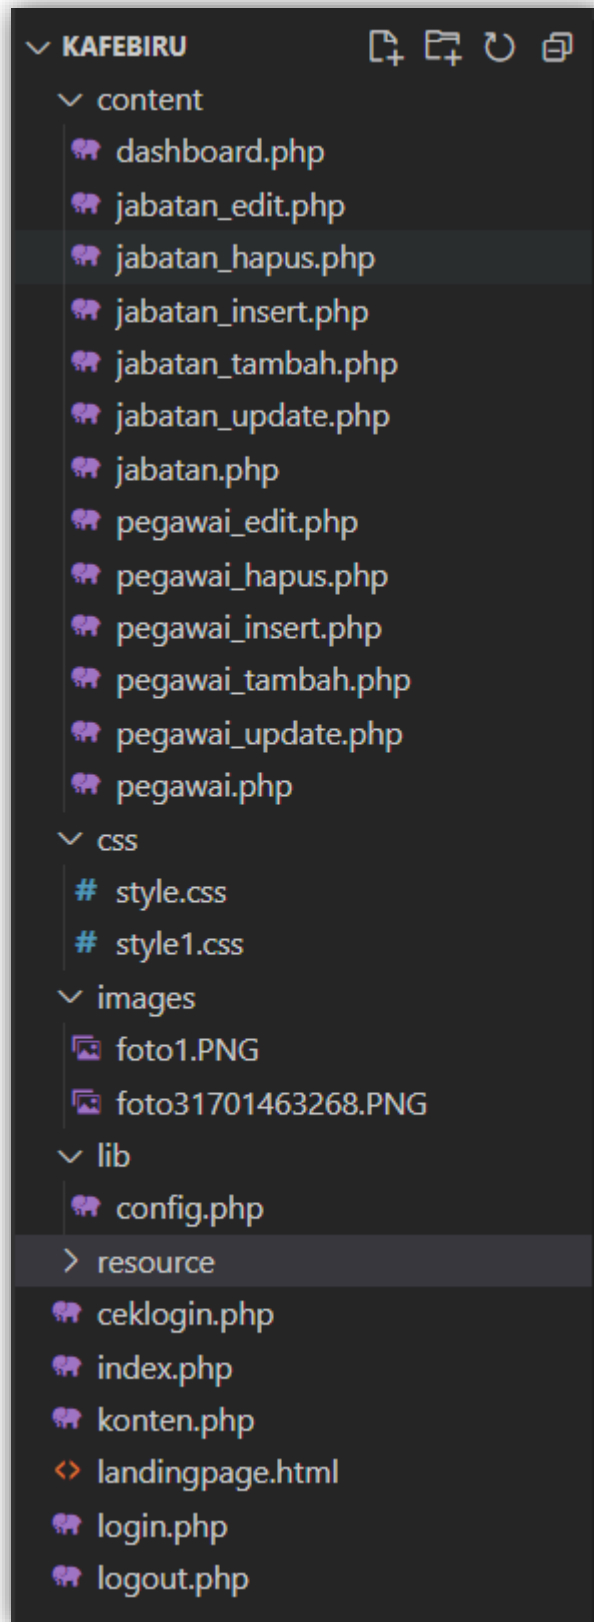 KAFEBIRU
content
dashboard.php
jabatan_edit.php
jabatan_hapus.php
jabatan_insert.php
jabatan_tambah.php
jabatan_update.php
jabatan.php
pegawai_edit.php
pegawai_hapus.php
pegawai_insert.php
pegawai_tambah.php
pegawai_update.php
pegawai.php
css
# style.css
# style1.css
images
foto1.PNG
foto31701463268.PNG
lib
config.php
resource
ceklogin.php
index.php
konten.php
<> landingpage.html
login.php
logout.php